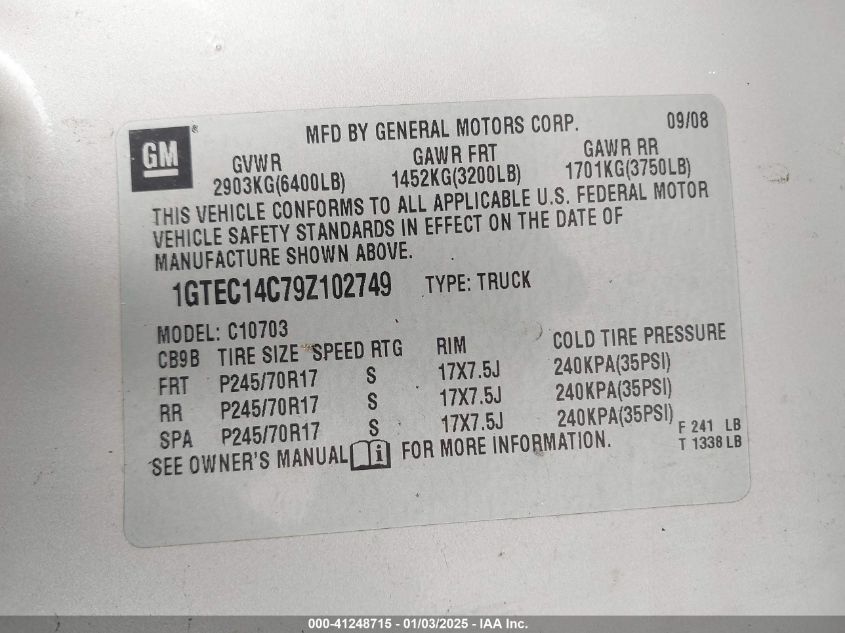 GM®
MFD BY GENERAL MOTORS CORP. 09/08
GVWR GAWR FRT GAWR RR
2903KG(6400LB) 1452KG(3200LB) 1701KG(3750LB)
THIS VEHICLE CONFORMS TO ALL APPLICABLE U.S. FEDERAL MOTOR
VEHICLE SAFETY STANDARDS IN EFFECT ON THE DATE OF
MANUFACTURE SHOWN ABOVE.
1GTEC14C79Z102749 TYPE: TRUCK
MODEL: C10703
CB9B TIRE SIZE SPEED RTG RIM COLD TIRE PRESSURE
FRT P245/70R17 S 17X7.5J 240KPA(35PSI)
RR P245/70R17 S 17X7.5J 240KPA(35PSI)
SPA P245/70R17 S 17X7.5J 240KPA(35PSI) F 241 LB
T 1338 LB
SEE OWNER'S MANUAL i FOR MORE INFORMATION.
000-41248715 - 01/03/2025 - IAA Inc.